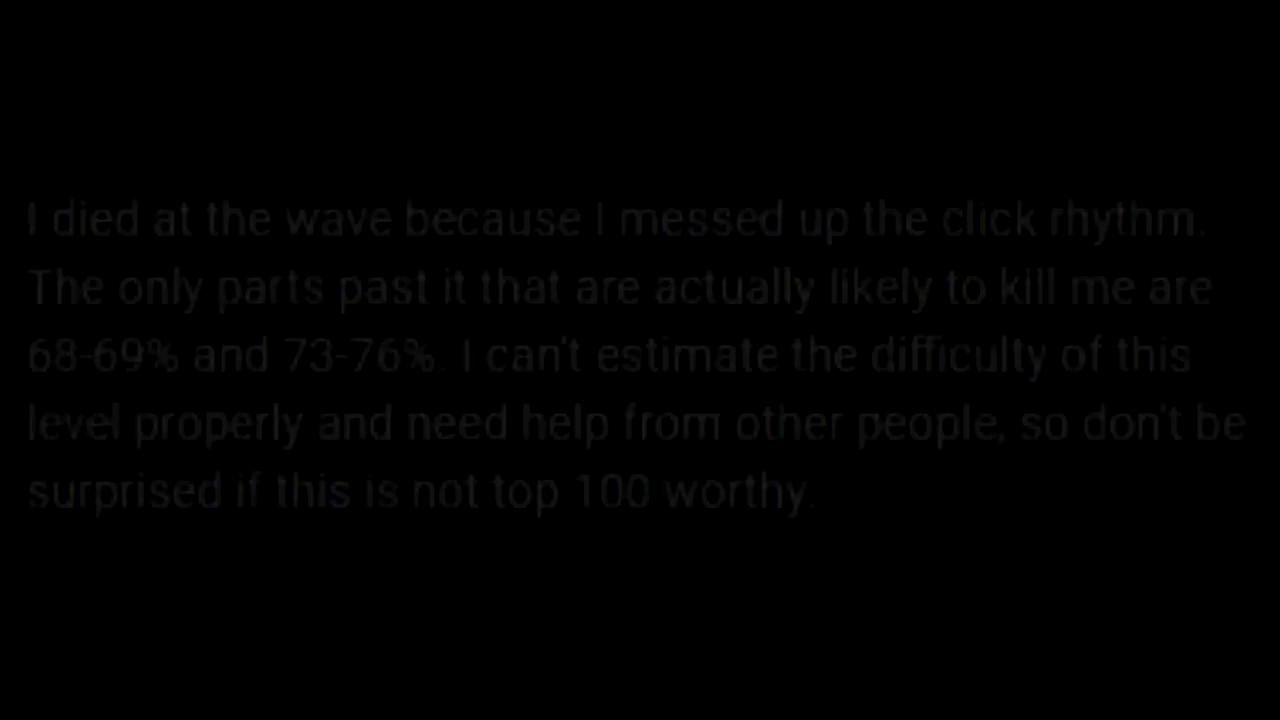 I died at the wave because I messed up the click rhythm.
The only parts past it that are actually likely to kill me are
68-69% and 73-76%. I can't estimate the difficulty of this
level properly and need help from other people, so don't be
surprised if this is not top 100 worthy.